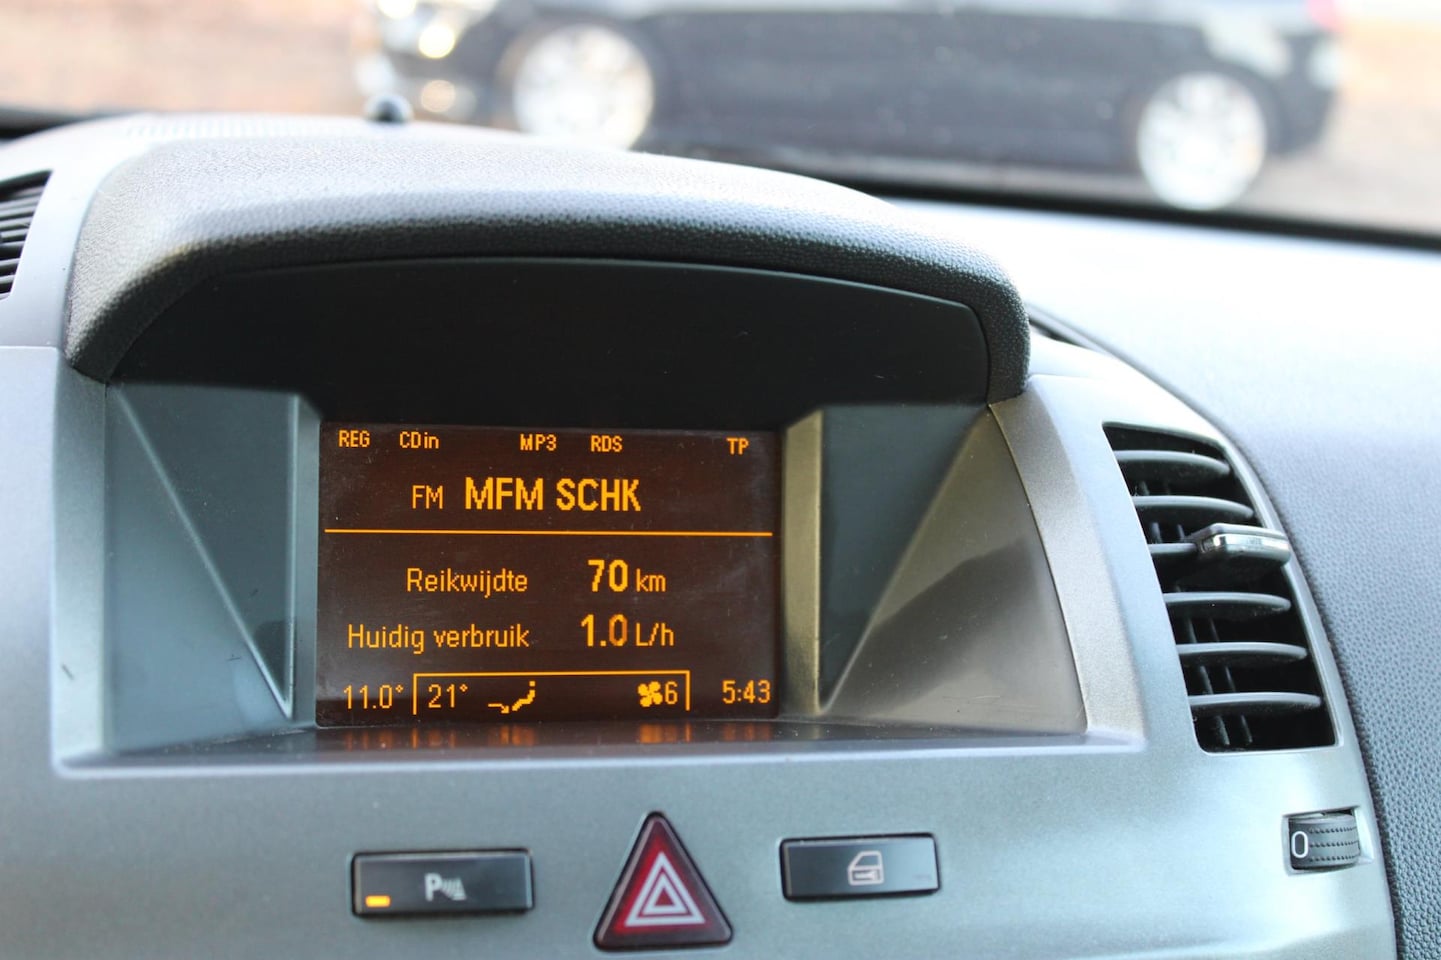 REG CDin MP3 RDS TP
FM MFM SCHK
Reikwijdte 70 km
Huidig verbruik 1.0 L/h
11.0° 21° 6 5:43
P
0